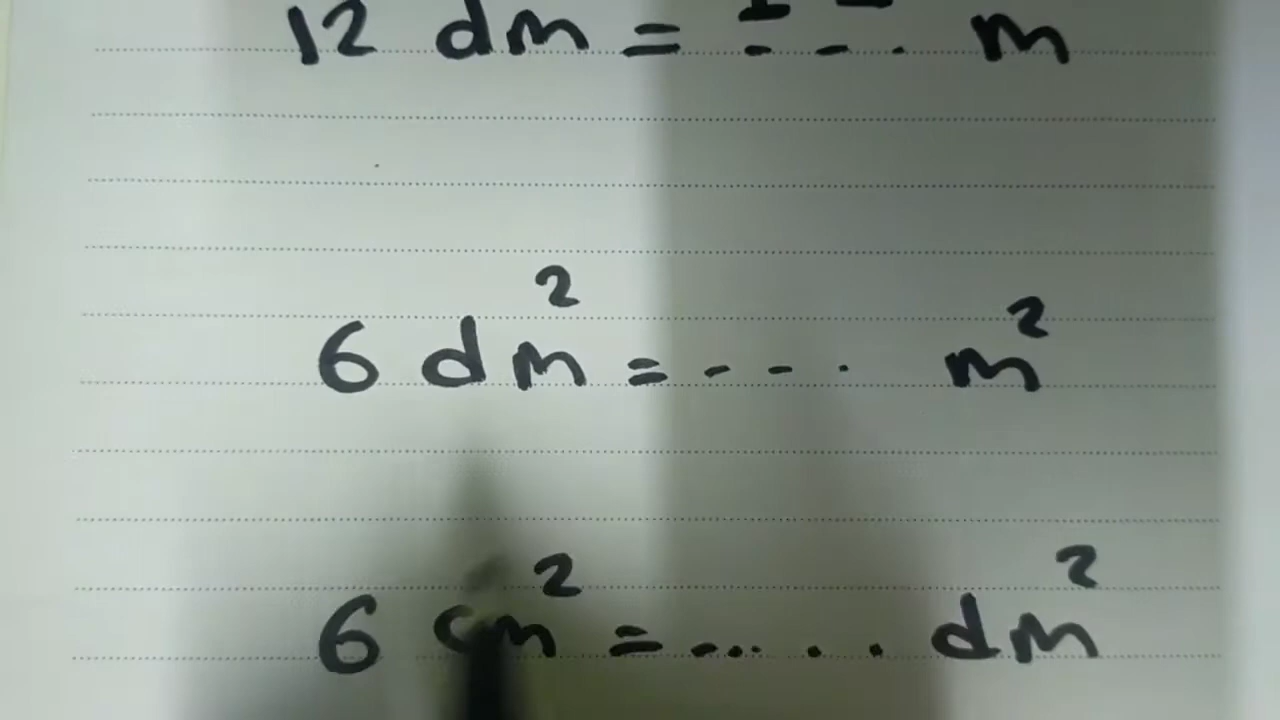 12 dm = ... m
6 dm² = ... m²
6 cm² = ..... dm²